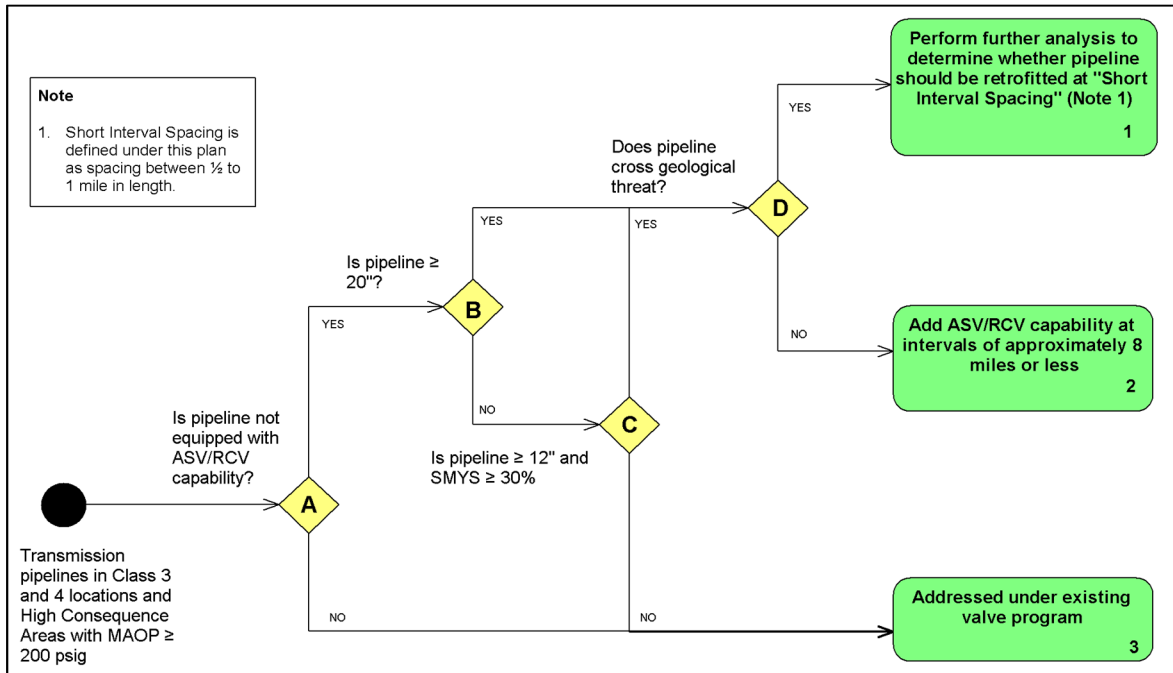 Note
1. Short Interval Spacing is
defined under this plan
as spacing between ½ to
1 mile in length.
Perform further analysis to
determine whether pipeline
should be retrofitted at "Short
Interval Spacing" (Note 1)
1
YES
Does pipeline
cross geological
threat?
D
YES
YES
Is pipeline ≥
20"?
B
YES
NO
Add ASV/RCV capability at
intervals of approximately 8
miles or less
2
NO
C
Is pipeline not
equipped with
ASV/RCV
capability?
Is pipeline ≥ 12" and
SMYS ≥ 30%
A
Transmission
pipelines in Class 3
and 4 locations and
High Consequence
Areas with MAOP ≥
200 psig
NO
NO
Addressed under existing
valve program
3